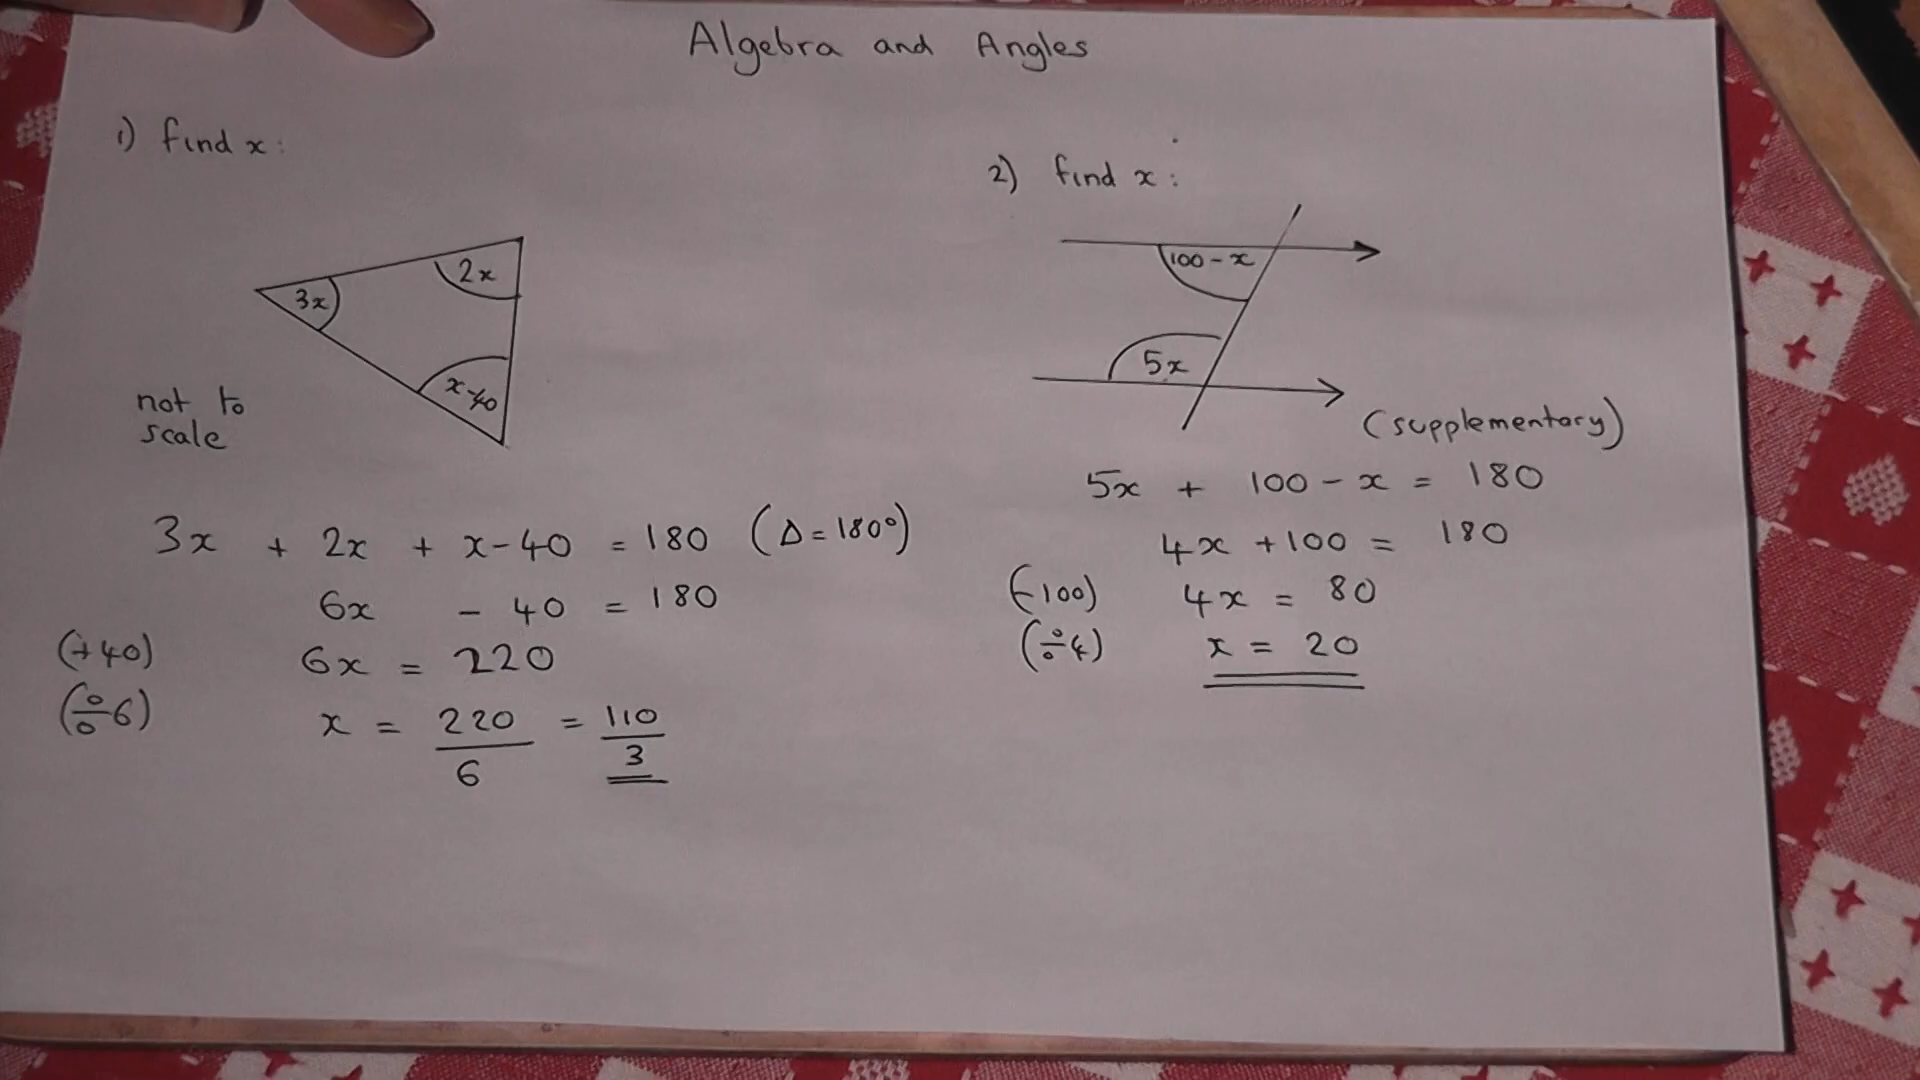 Algebra and Angles
1) find x:
3x
2x
x-40
not to
scale
3x + 2x + x-40 = 180 (Δ=180°)
6x - 40 = 180
(+40) 6x = 220
(÷6) x = 220/6 = 110/3
2) find x:
100-x
5x
(supplementary)
5x + 100-x = 180
4x +100 = 180
(-100) 4x = 80
(÷4) x = 20